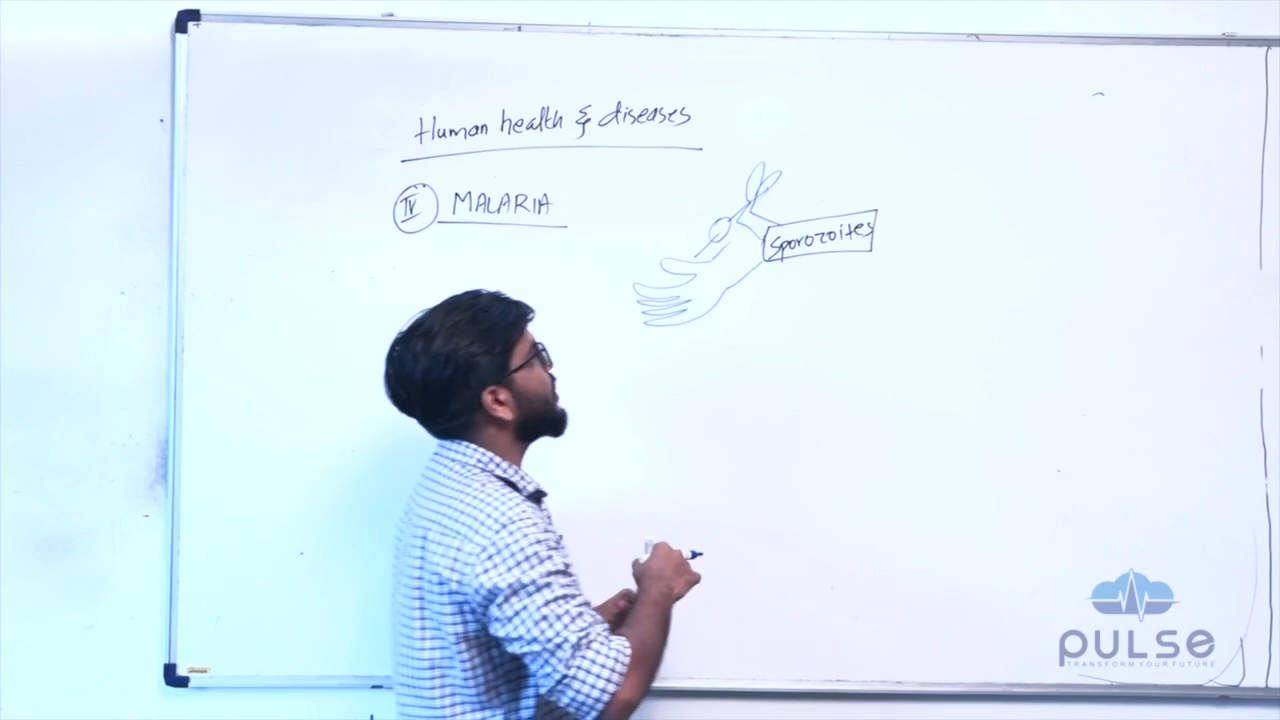 Human health & diseases
IV MALARIA
Sporozoites
PULSE
TRANSFORM YOUR FUTURE